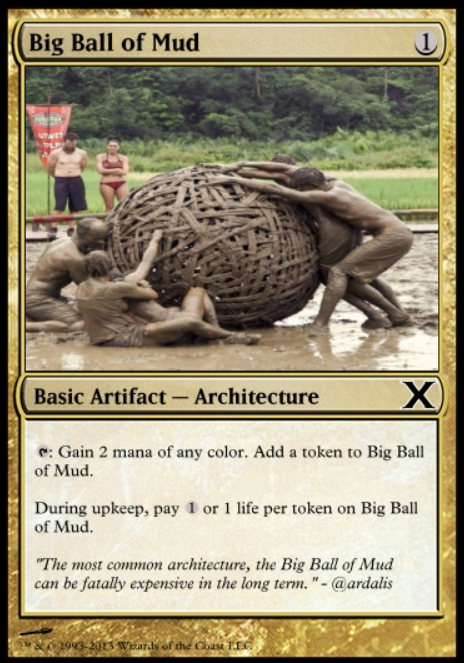 Big Ball of Mud
1
Basic Artifact — Architecture
X
: Gain 2 mana of any color. Add a token to Big Ball
of Mud.
During upkeep, pay 1 or 1 life per token on Big Ball
of Mud.
"The most common architecture, the Big Ball of Mud
can be fatally expensive in the long term." - @ardalis
™ & © 1993-2013 Wizards of the Coast LLC.